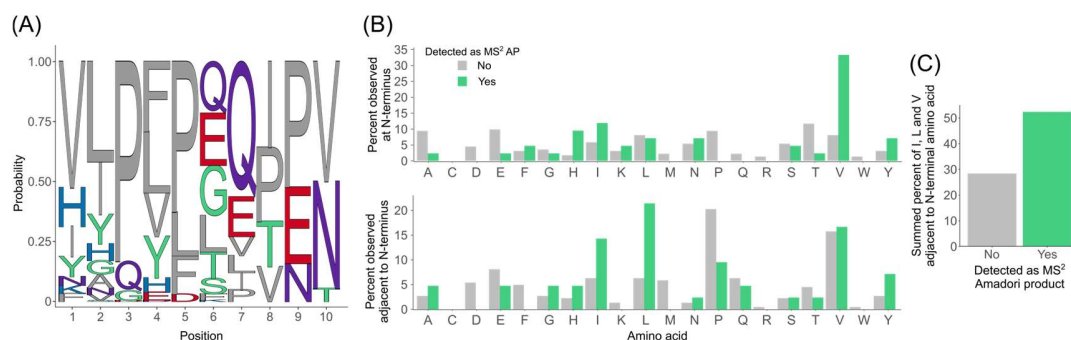 (A)
1.00
0.75
0.50
0.25
0
Probability
1 2 3 4 5 6 7 8 9 10
Position
(B)
Detected as MS² AP
No
Yes
Percent observed
at N-terminus
35
30
25
20
15
10
5
0
A C D E F G H I K L M N P Q R S T V W Y
Percent observed
adjacent to N-terminus
20
15
10
5
0
A C D E F G H I K L M N P Q R S T V W Y
Amino acid
(C)
Summed percent of I, L and V
adjacent to N-terminal amino acid
60
50
40
30
20
10
0
No Yes
Detected as MS²
Amadori product